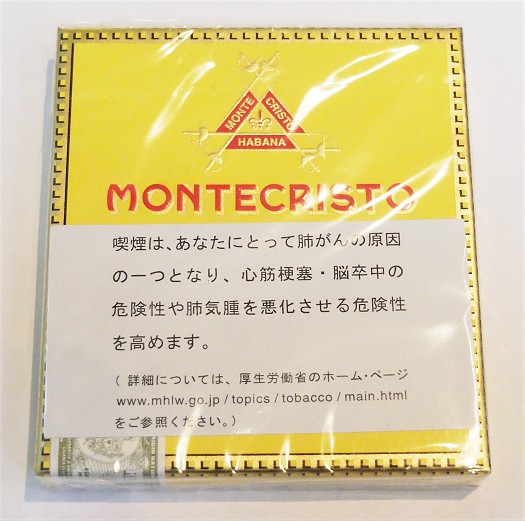 MONTE CRISTO
HABANA
MONTECRISTO
喫煙は、あなたにとって肺がんの原因
の一つとなり、心筋梗塞・脳卒中の
危険性や肺気腫を悪化させる危険性
を高めます。
( 詳細については、厚生労働省のホーム・ページ
www.mhlw.go.jp / topics / tobacco / main.html
をご参照ください。)